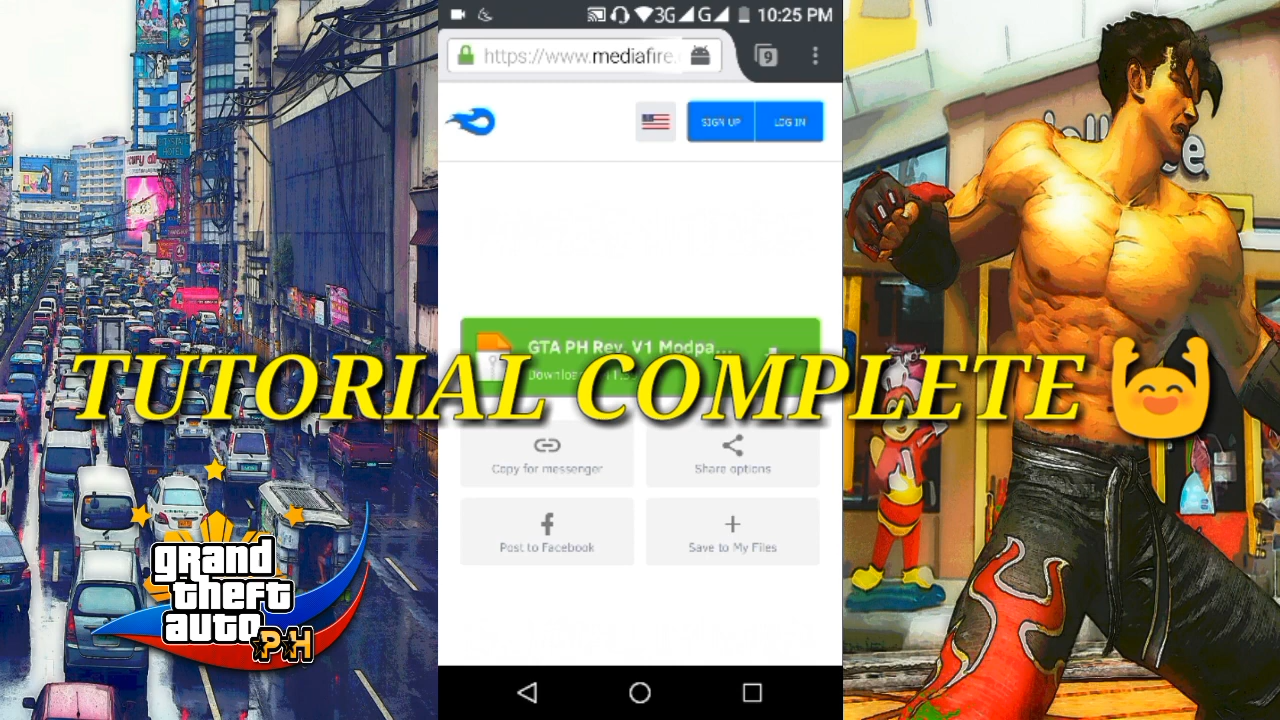 3G G 10:25 PM
https://www.mediafire.
9
SIGN UP LOG IN
GTA PH Rev. V1 Modpa...
TUTORIAL COMPLETE
Copy for messenger
Share options
Post to Facebook
Save to My Files
grand
theft
auto
PH